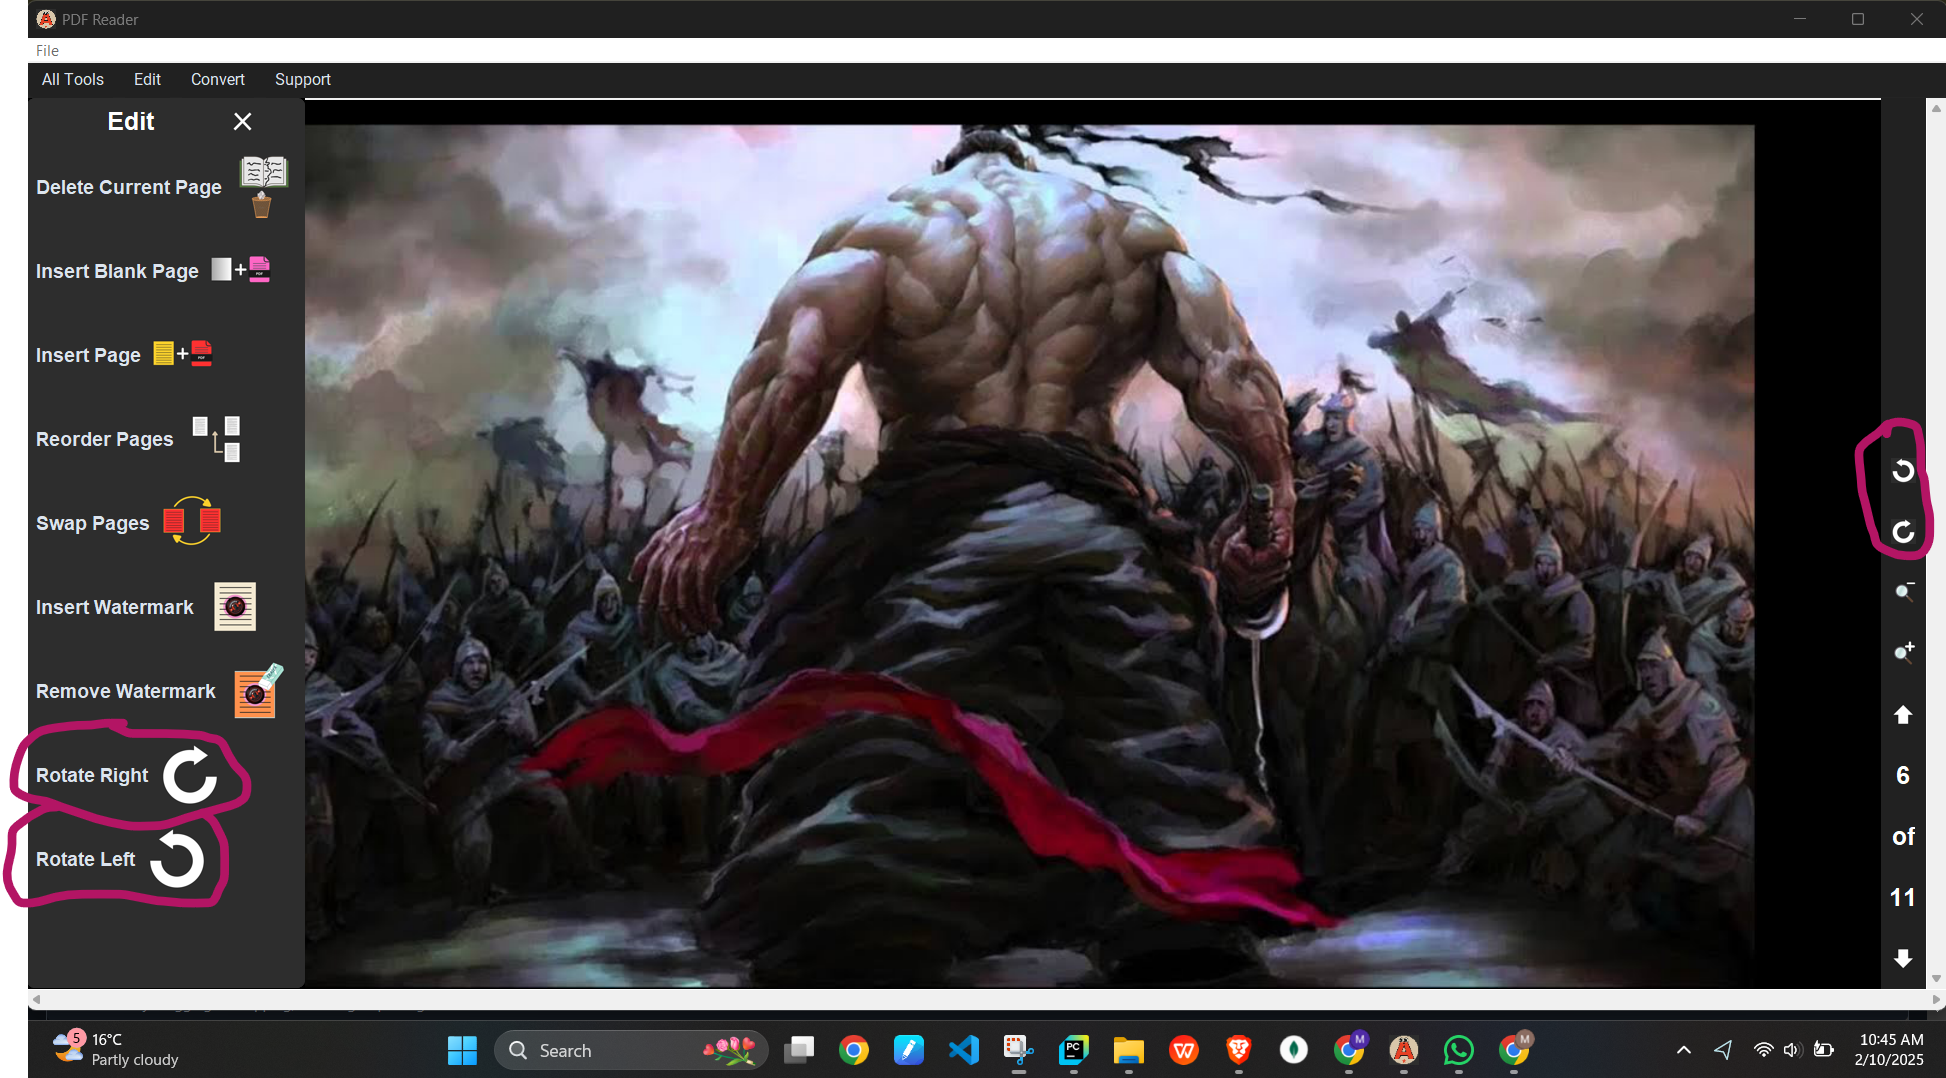 PDF Reader
File
All Tools Edit Convert Support
Edit
Delete Current Page
Insert Blank Page
Insert Page
Reorder Pages
Swap Pages
Insert Watermark
Remove Watermark
Rotate Right
Rotate Left
6
of
11
5
16°C
Partly cloudy
Search
PC
M
M
10:45 AM
2/10/2025